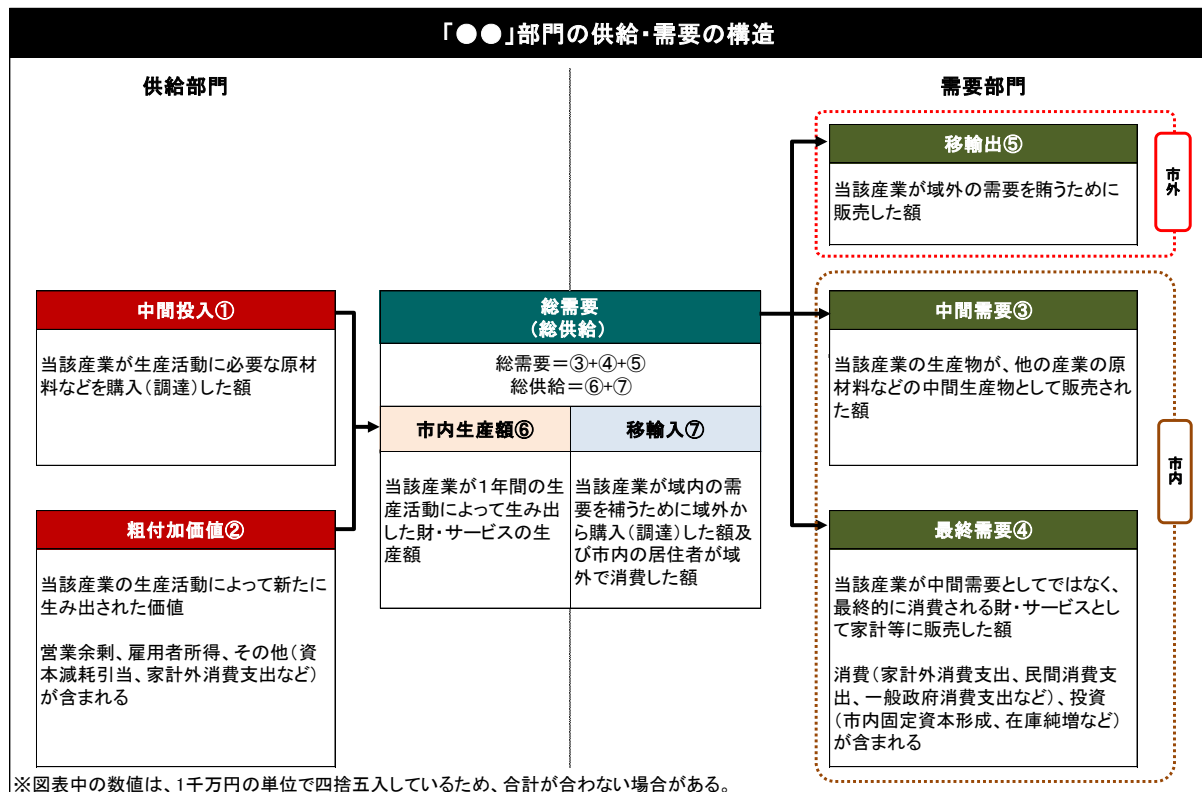 「●●」部門の供給・需要の構造
供給部門
需要部門
移輸出⑤
当該産業が域外の需要を賄うために
販売した額
市外
中間投入①
当該産業が生産活動に必要な原材
料などを購入（調達）した額
総需要
（総供給）
総需要＝③＋④＋⑤
総供給＝⑥＋⑦
市内生産額⑥
当該産業が１年間の生
産活動によって生み出
した財・サービスの生
産額
移輸入⑦
当該産業が域内の需
要を補うために域外か
ら購入（調達）した額及
び市内の居住者が域
外で消費した額
中間需要③
当該産業の生産物が、他の産業の原
材料などの中間生産物として販売され
た額
市内
粗付加価値②
当該産業の生産活動によって新たに
生み出された価値
営業余剰、雇用者所得、その他（資
本減耗引当、家計外消費支出など）
が含まれる
最終需要④
当該産業が中間需要としてではなく、
最終的に消費される財・サービスとし
て家計等に販売した額
消費（家計外消費支出、民間消費支
出、一般政府消費支出など）、投資
（市内固定資本形成、在庫純増など）
が含まれる
※図表中の数値は、１千万円の単位で四捨五入しているため、合計が合わない場合がある。